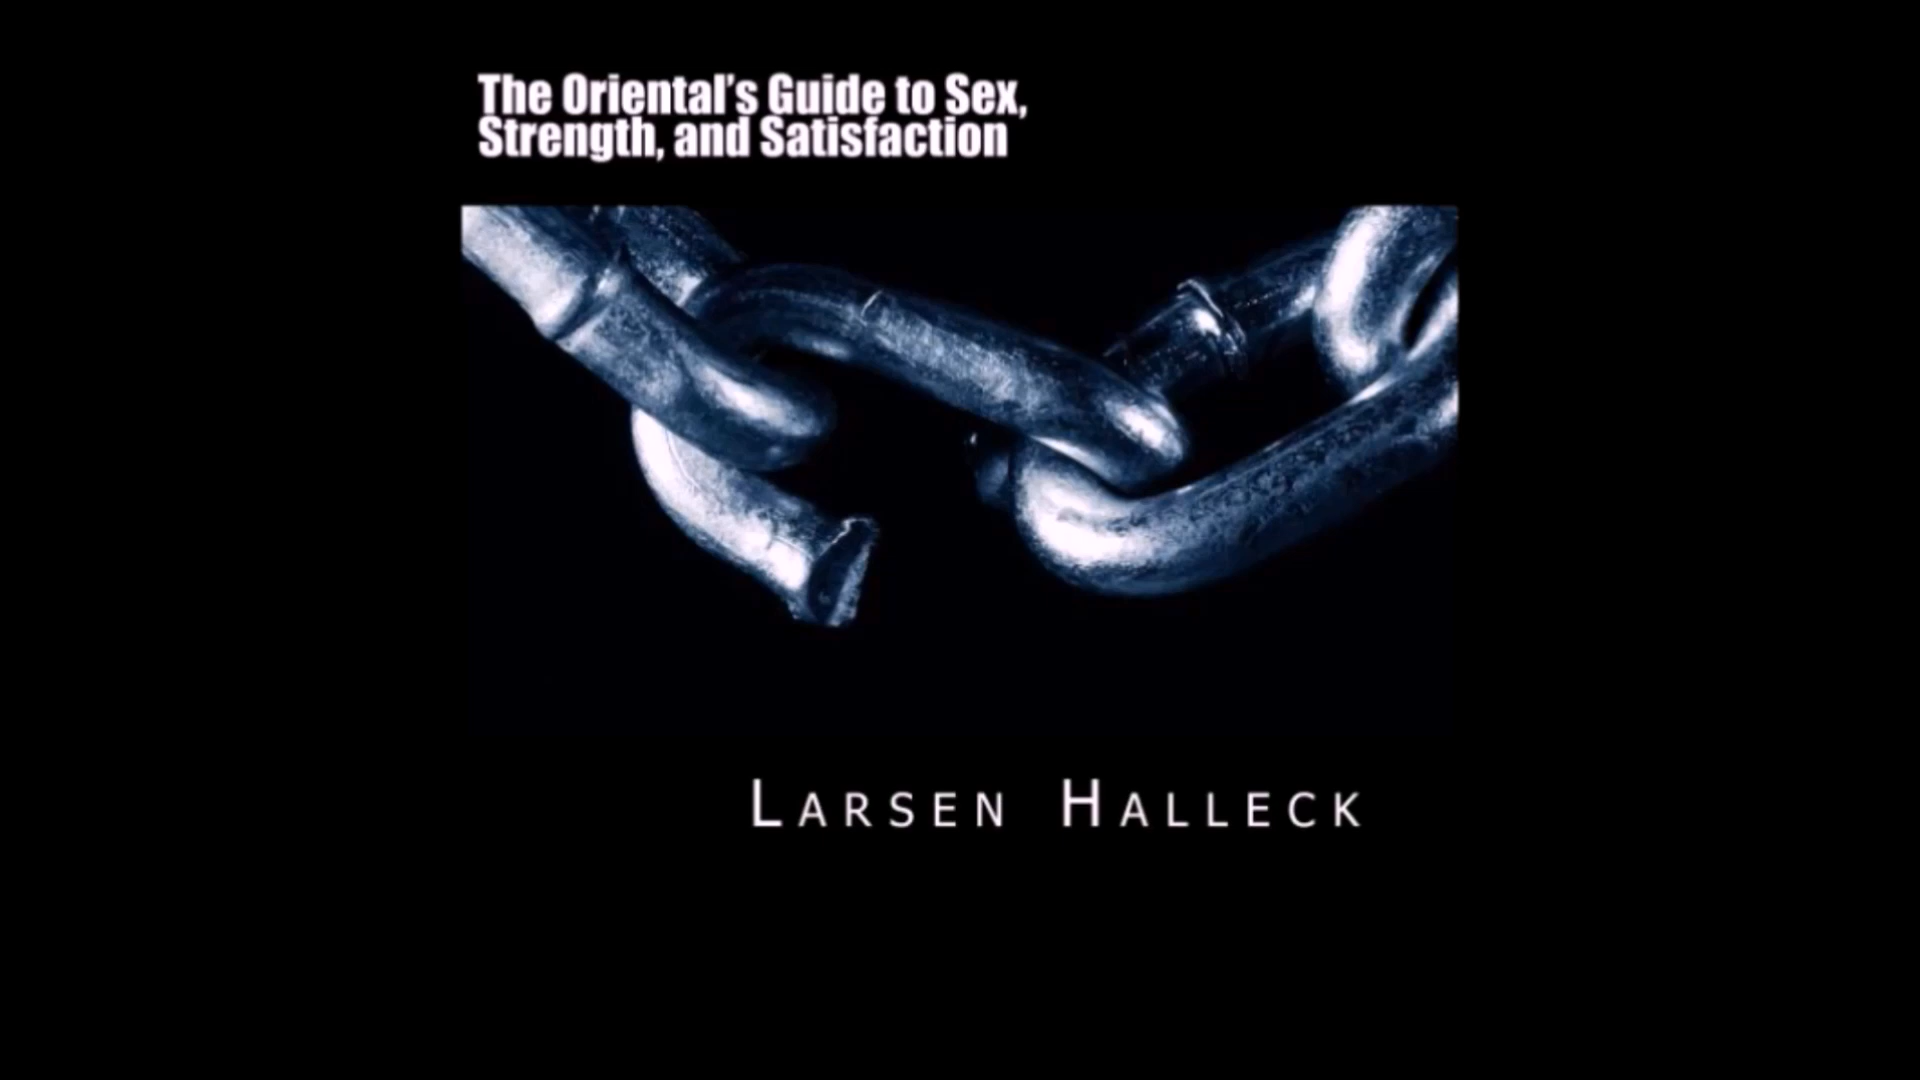 The Oriental's Guide to Sex,
Strength, and Satisfaction
LARSEN HALLECK